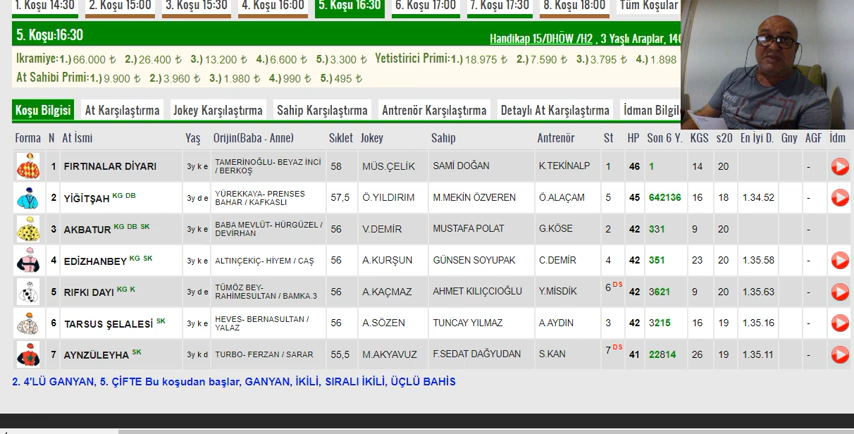 1. Koşu 14:30 2. Koşu 15:00 3. Koşu 15:30 4. Koşu 16:00 5. Koşu 16:30 6. Koşu 17:00 7. Koşu 17:30 8. Koşu 18:00 Tüm Koşular
5. Koşu:16:30 Handikap 15/DHÖW /H2 , 3 Yaşlı Araplar, 140
Ikramiye:1.) 66.000 ₺ 2.) 26.400 ₺ 3.) 13.200 ₺ 4.) 6.600 ₺ 5.) 3.300 ₺ Yetistirici Primi:1.) 18.975 ₺ 2.) 7.590 ₺ 3.) 3.795 ₺ 4.) 1.898
At Sahibi Primi:1.) 9.900 ₺ 2.) 3.960 ₺ 3.) 1.980 ₺ 4.) 990 ₺ 5.) 495 ₺
Koşu Bilgisi At Karşılaştırma Jokey Karşılaştırma Sahip Karşılaştırma Antrenör Karşılaştırma Detaylı At Karşılaştırma İdman Bilgile
Forma N At İsmi Yaş Orijin(Baba - Anne) Sıklet Jokey Sahip Antrenör St HP Son 6 Y. KGS s20 En İyi D. Gny AGF İdm
1 FIRTINALAR DİYARI 3y k e TAMERİNOĞLU- BEYAZ İNCİ / BERKOŞ 58 MÜS.ÇELİK SAMİ DOĞAN K.TEKİNALP 1 46 1 14 20 -
2 YİĞİTŞAH KG DB 3y d e YÜREKKAYA- PRENSES BAHAR / KAFKASLI 57,5 Ö.YILDIRIM M.MEKİN ÖZVEREN Ö.ALAÇAM 5 45 642136 16 18 1.34.52 -
3 AKBATUR KG DB SK 3y k e BABA MEVLÜT- HÜRGÜZEL / DEVIRHAN 56 V.DEMİR MUSTAFA POLAT G.KÖSE 2 42 331 9 20 -
4 EDİZHANBEY KG SK 3y k e ALTINÇEKİÇ- HİYEM / CAŞ 56 A.KURŞUN GÜNSEN SOYUPAK C.DEMİR 4 42 351 23 20 1.35.58 -
5 RIFKI DAYI KG K 3y d e TÜMÖZ BEY- RAHİMESULTAN / BAMKA.3 56 A.KAÇMAZ AHMET KILIÇCIOĞLU Y.MİSDİK 6 DS 42 3621 9 20 1.35.63 -
6 TARSUS ŞELALESİ SK 3y k e HEVES- BERNASULTAN / YALAZ 56 A.SÖZEN TUNCAY YILMAZ A.AYDIN 3 42 3215 16 19 1.35.16 -
7 AYNZÜLEYHA SK 3y k d TURBO- FERZAN / SARAR 55,5 M.AKYAVUZ F.SEDAT DAĞYUDAN S.KAN 7 DS 41 22814 26 19 1.35.11 -
2. 4'LÜ GANYAN, 5. ÇİFTE Bu koşudan başlar, GANYAN, İKİLİ, SIRALI İKİLİ, ÜÇLÜ BAHİS